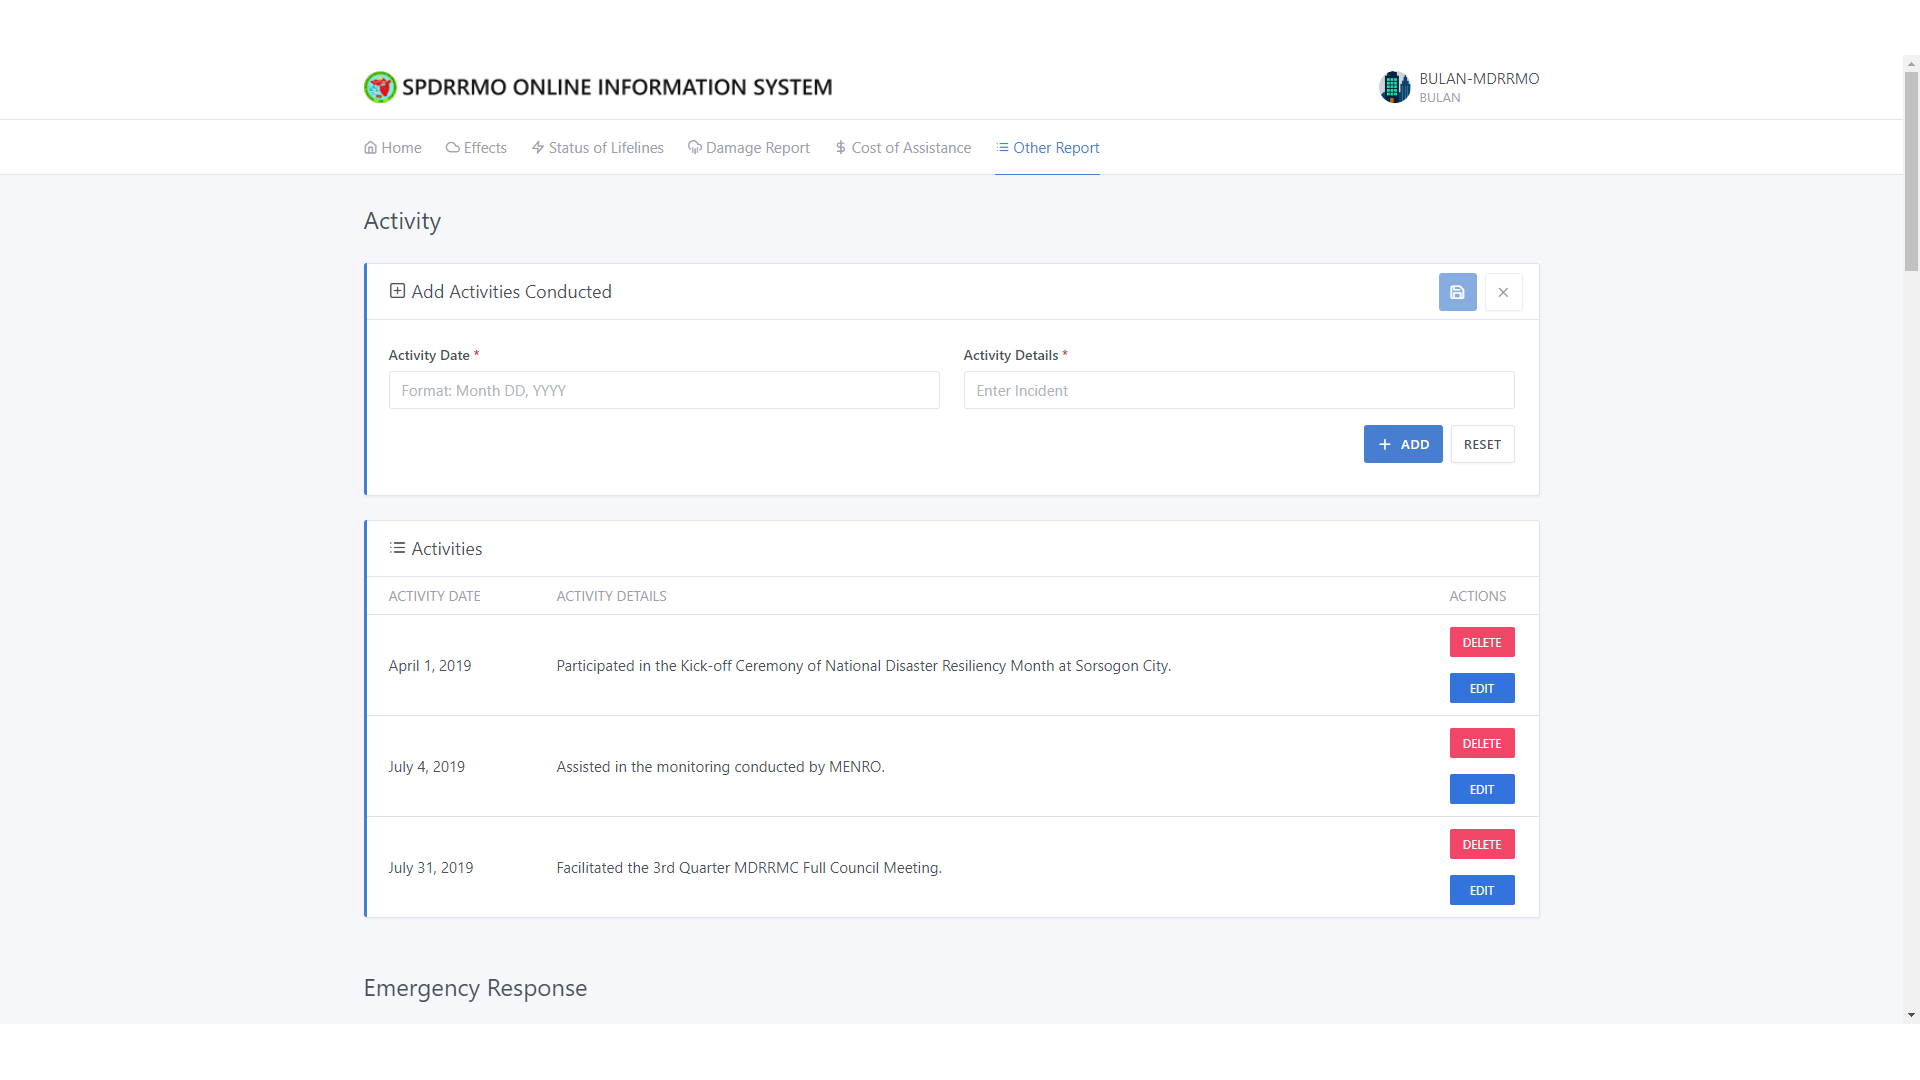 SPDRRMO ONLINE INFORMATION SYSTEM
BULAN-MDRRMO
BULAN
Home Effects Status of Lifelines Damage Report Cost of Assistance Other Report
Activity
Add Activities Conducted
Activity Date * Activity Details *
Format: Month DD, YYYY Enter Incident
ADD RESET
Activities
ACTIVITY DATE ACTIVITY DETAILS ACTIONS
DELETE
April 1, 2019 Participated in the Kick-off Ceremony of National Disaster Resiliency Month at Sorsogon City.
EDIT
DELETE
July 4, 2019 Assisted in the monitoring conducted by MENRO.
EDIT
DELETE
July 31, 2019 Facilitated the 3rd Quarter MDRRMC Full Council Meeting.
EDIT
Emergency Response